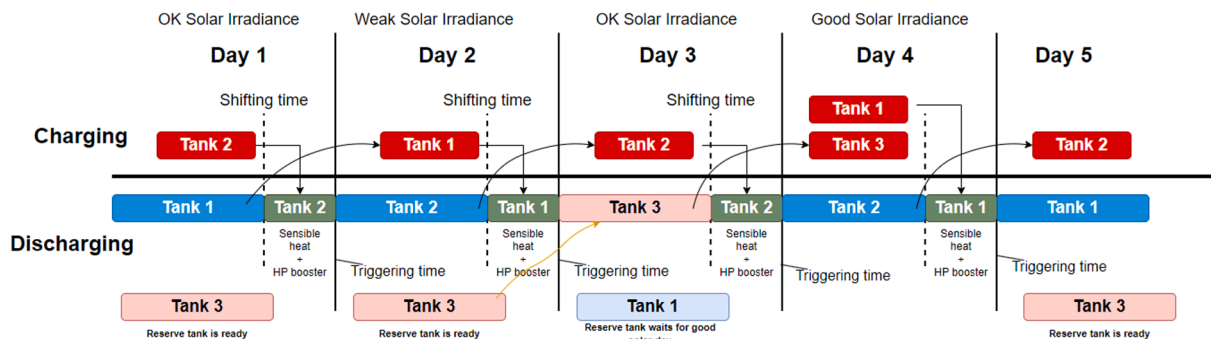 OK Solar Irradiance
Weak Solar Irradiance
OK Solar Irradiance
Good Solar Irradiance
Day 1
Day 2
Day 3
Day 4
Day 5
Shifting time
Shifting time
Shifting time
Charging
Tank 2
Tank 1
Tank 2
Tank 1
Tank 3
Tank 2
Discharging
Tank 1
Tank 2
Tank 2
Tank 1
Tank 3
Tank 2
Tank 2
Tank 1
Tank 1
Sensible
heat
+
HP booster
Triggering time
Sensible
heat
+
HP booster
Triggering time
Sensible
heat
+
HP booster
Triggering time
Sensible
heat
+
HP booster
Triggering time
Tank 3
Reserve tank is ready
Tank 3
Reserve tank is ready
Tank 1
Reserve tank waits for good
Tank 3
Reserve tank is ready